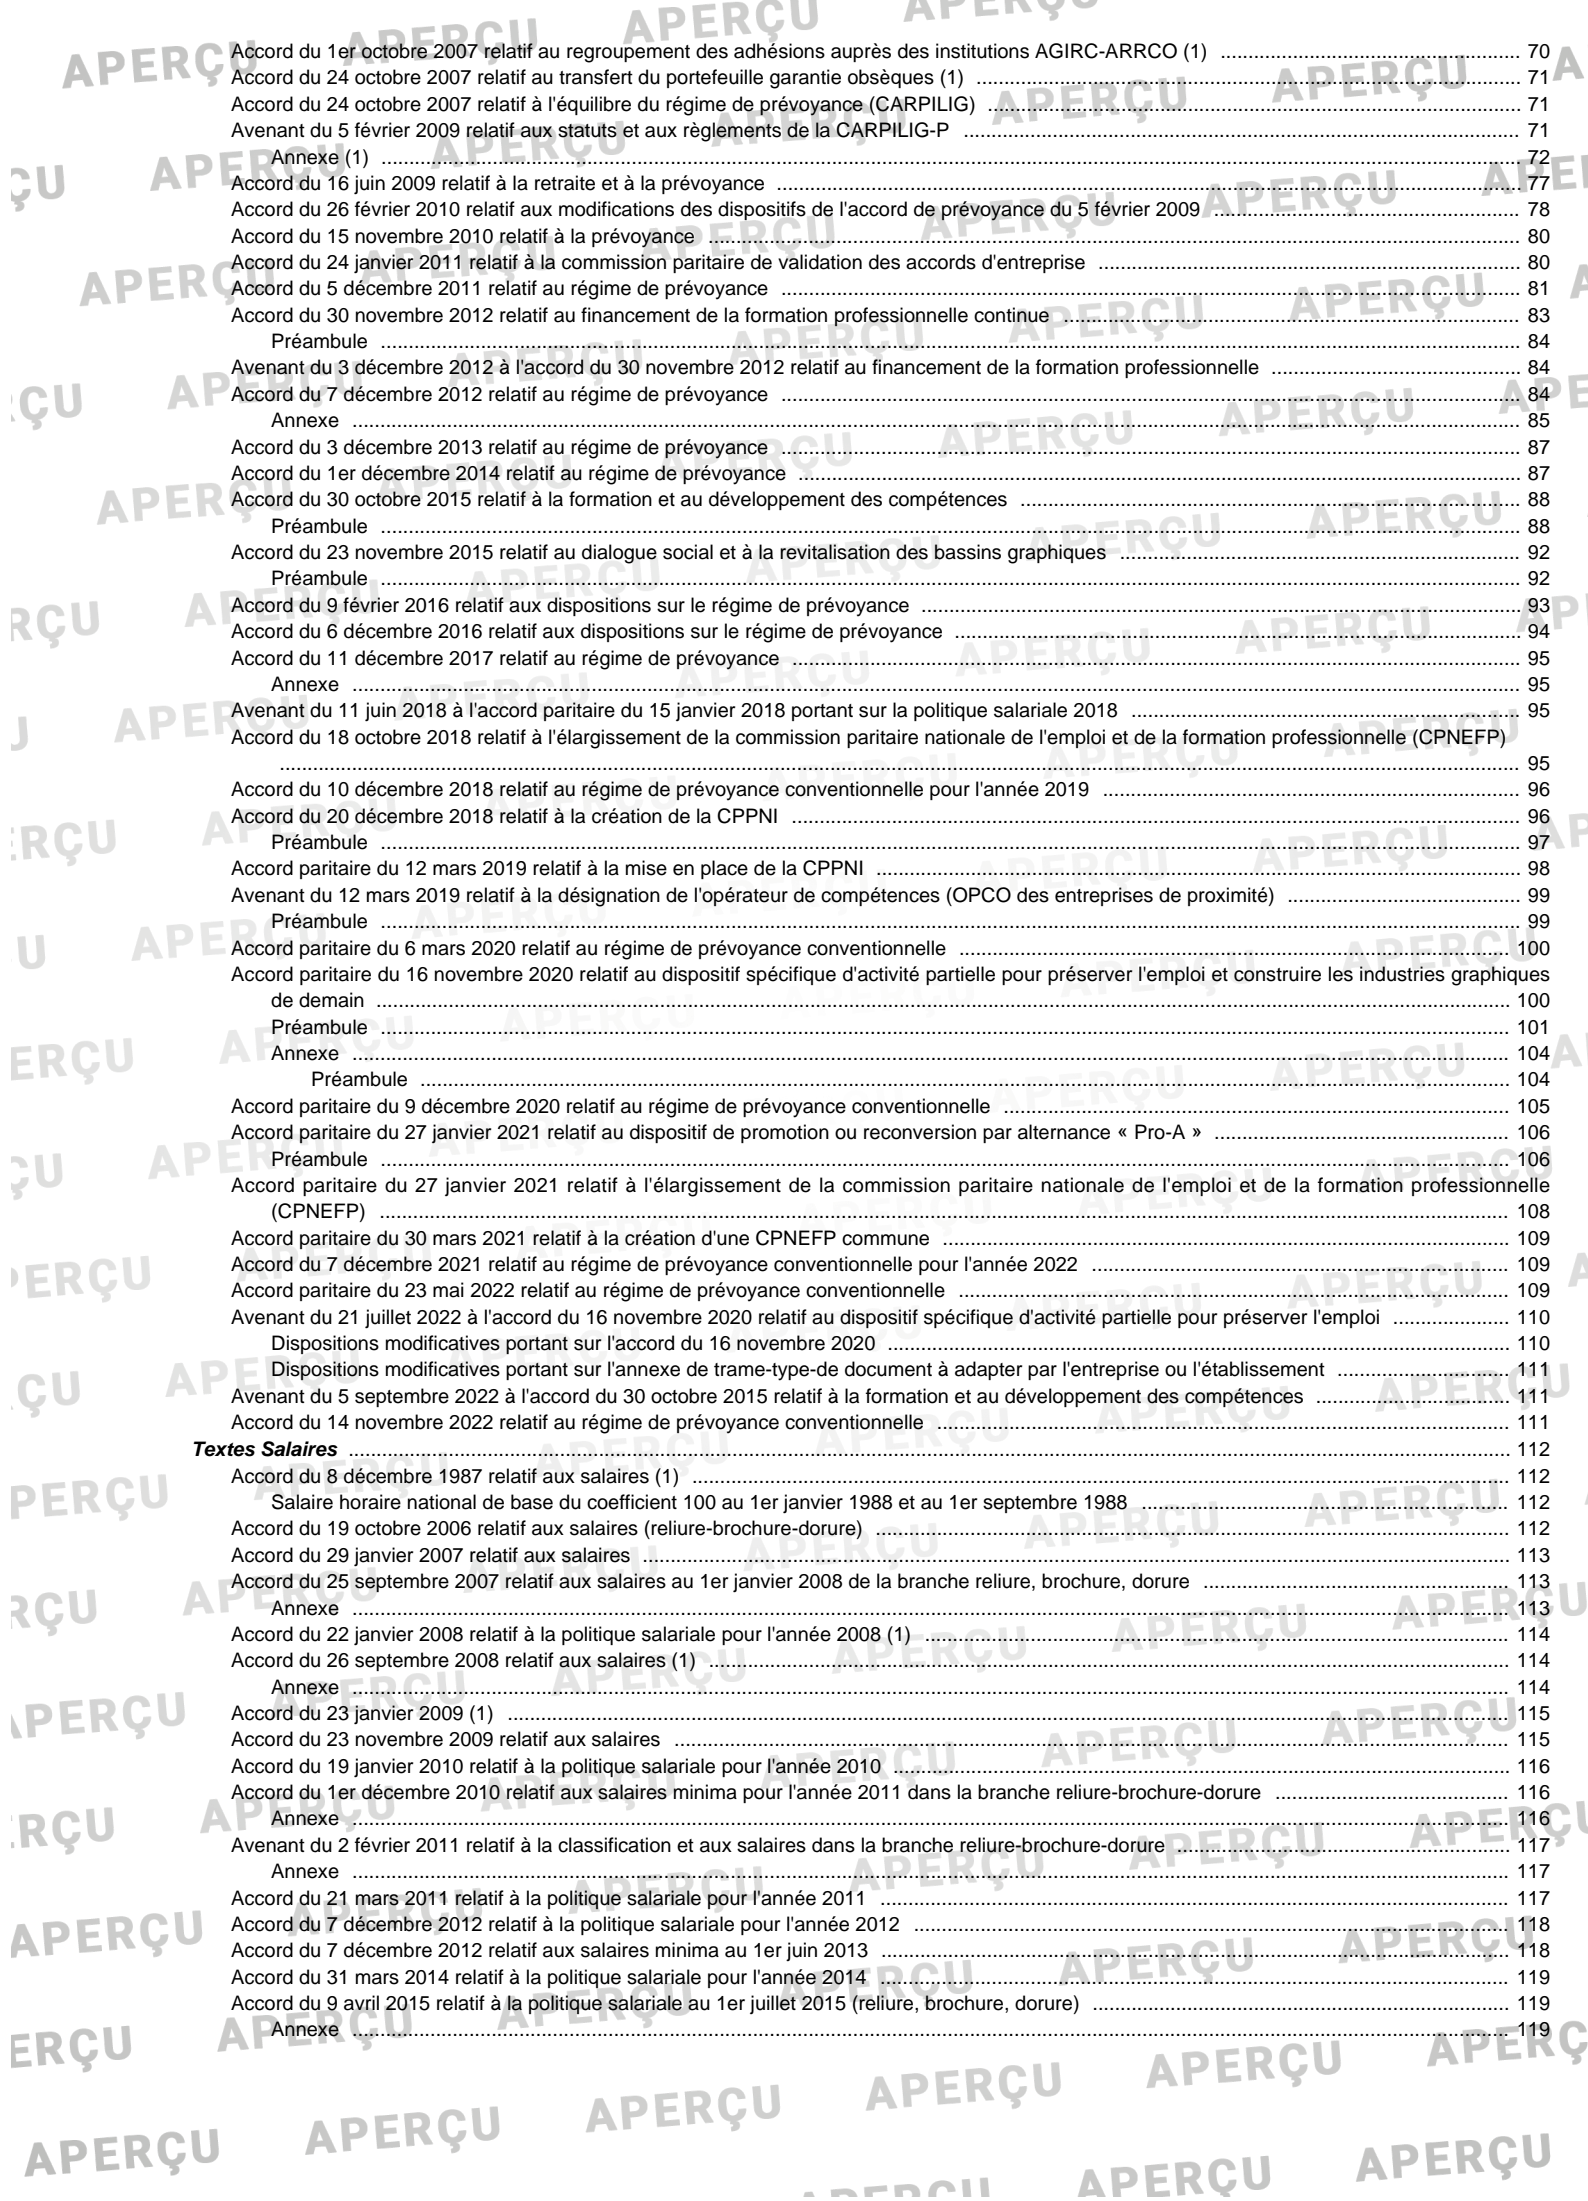 Accord du 1er octobre 2007 relatif au regroupement des adhésions auprès des institutions AGIRC-ARRCO (1) 70
Accord du 24 octobre 2007 relatif au transfert du portefeuille garantie obsèques (1) 71
Accord du 24 octobre 2007 relatif à l'équilibre du régime de prévoyance (CARPILIG) 71
Avenant du 5 février 2009 relatif aux statuts et aux règlements de la CARPILIG-P 71
Annexe (1) 72
Accord du 16 juin 2009 relatif à la retraite et à la prévoyance 77
Accord du 26 février 2010 relatif aux modifications des dispositifs de l'accord de prévoyance du 5 février 2009 78
Accord du 15 novembre 2010 relatif à la prévoyance 80
Accord du 24 janvier 2011 relatif à la commission paritaire de validation des accords d'entreprise 80
Accord du 5 décembre 2011 relatif au régime de prévoyance 81
Accord du 30 novembre 2012 relatif au financement de la formation professionnelle continue 83
Préambule 84
Avenant du 3 décembre 2012 à l'accord du 30 novembre 2012 relatif au financement de la formation professionnelle 84
Accord du 7 décembre 2012 relatif au régime de prévoyance 84
Annexe 85
Accord du 3 décembre 2013 relatif au régime de prévoyance 87
Accord du 1er décembre 2014 relatif au régime de prévoyance 87
Accord du 30 octobre 2015 relatif à la formation et au développement des compétences 88
Préambule 88
Accord du 23 novembre 2015 relatif au dialogue social et à la revitalisation des bassins graphiques 92
Préambule 92
Accord du 9 février 2016 relatif aux dispositions sur le régime de prévoyance 93
Accord du 6 décembre 2016 relatif aux dispositions sur le régime de prévoyance 94
Accord du 11 décembre 2017 relatif au régime de prévoyance 95
Annexe 95
Avenant du 11 juin 2018 à l'accord paritaire du 15 janvier 2018 portant sur la politique salariale 2018 95
Accord du 18 octobre 2018 relatif à l'élargissement de la commission paritaire nationale de l'emploi et de la formation professionnelle (CPNEFP)
95
Accord du 10 décembre 2018 relatif au régime de prévoyance conventionnelle pour l'année 2019 96
Accord du 20 décembre 2018 relatif à la création de la CPPNI 96
Préambule 97
Accord paritaire du 12 mars 2019 relatif à la mise en place de la CPPNI 98
Avenant du 12 mars 2019 relatif à la désignation de l'opérateur de compétences (OPCO des entreprises de proximité) 99
Préambule 99
Accord paritaire du 6 mars 2020 relatif au régime de prévoyance conventionnelle 100
Accord paritaire du 16 novembre 2020 relatif au dispositif spécifique d'activité partielle pour préserver l'emploi et construire les industries graphiques
de demain 100
Préambule 101
Annexe 104
Préambule 104
Accord paritaire du 9 décembre 2020 relatif au régime de prévoyance conventionnelle 105
Accord paritaire du 27 janvier 2021 relatif au dispositif de promotion ou reconversion par alternance « Pro-A » 106
Préambule 106
Accord paritaire du 27 janvier 2021 relatif à l'élargissement de la commission paritaire nationale de l'emploi et de la formation professionnelle
(CPNEFP) 108
Accord paritaire du 30 mars 2021 relatif à la création d'une CPNEFP commune 109
Accord du 7 décembre 2021 relatif au régime de prévoyance conventionnelle pour l'année 2022 109
Accord paritaire du 23 mai 2022 relatif au régime de prévoyance conventionnelle 109
Avenant du 21 juillet 2022 à l'accord du 16 novembre 2020 relatif au dispositif spécifique d'activité partielle pour préserver l'emploi 110
Dispositions modificatives portant sur l'accord du 16 novembre 2020 110
Dispositions modificatives portant sur l'annexe de trame-type-de document à adapter par l'entreprise ou l'établissement 111
Avenant du 5 septembre 2022 à l'accord du 30 octobre 2015 relatif à la formation et au développement des compétences 111
Accord du 14 novembre 2022 relatif au régime de prévoyance conventionnelle 111
Textes Salaires 112
Accord du 8 décembre 1987 relatif aux salaires (1) 112
Salaire horaire national de base du coefficient 100 au 1er janvier 1988 et au 1er septembre 1988 112
Accord du 19 octobre 2006 relatif aux salaires (reliure-brochure-dorure) 112
Accord du 29 janvier 2007 relatif aux salaires 113
Accord du 25 septembre 2007 relatif aux salaires au 1er janvier 2008 de la branche reliure, brochure, dorure 113
Annexe 113
Accord du 22 janvier 2008 relatif à la politique salariale pour l'année 2008 (1) 114
Accord du 26 septembre 2008 relatif aux salaires (1) 114
Annexe 114
Accord du 23 janvier 2009 (1) 115
Accord du 23 novembre 2009 relatif aux salaires 115
Accord du 19 janvier 2010 relatif à la politique salariale pour l'année 2010 116
Accord du 1er décembre 2010 relatif aux salaires minima pour l'année 2011 dans la branche reliure-brochure-dorure 116
Annexe 116
Avenant du 2 février 2011 relatif à la classification et aux salaires dans la branche reliure-brochure-dorure 117
Annexe 117
Accord du 21 mars 2011 relatif à la politique salariale pour l'année 2011 117
Accord du 7 décembre 2012 relatif à la politique salariale pour l'année 2012 118
Accord du 7 décembre 2012 relatif aux salaires minima au 1er juin 2013 118
Accord du 31 mars 2014 relatif à la politique salariale pour l'année 2014 119
Accord du 9 avril 2015 relatif à la politique salariale au 1er juillet 2015 (reliure, brochure, dorure) 119
Annexe 119
APERÇU